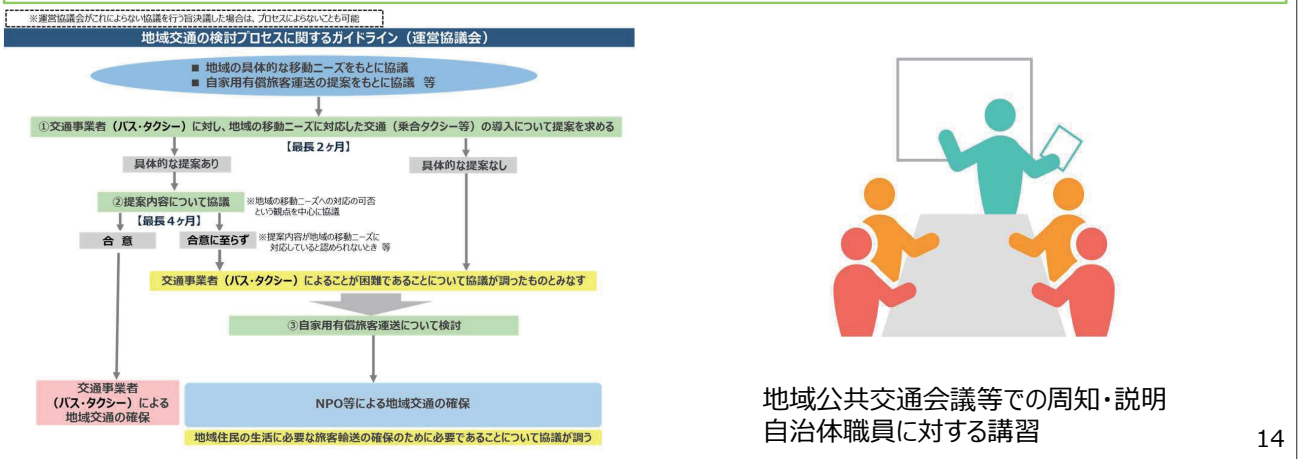 ※運営協議会がこれによらない協議を行う旨決議した場合は、プロセスによらないことも可能
地域交通の検討プロセスに関するガイドライン（運営協議会）
■ 地域の具体的な移動ニーズをもとに協議
■ 自家用有償旅客運送の提案をもとに協議 等
①交通事業者（バス・タクシー）に対し、地域の移動ニーズに対応した交通（乗合タクシー等）の導入について提案を求める
【最長２ヶ月】
具体的な提案あり
具体的な提案なし
②提案内容について協議
※地域の移動ニーズへの対応の可否
という観点を中心に協議
【最長４ヶ月】
合 意
合意に至らず
※提案内容が地域の移動ニーズに
対応していると認められないとき 等
交通事業者（バス・タクシー）によることが困難であることについて協議が調ったものとみなす
③自家用有償旅客運送について検討
交通事業者
（バス・タクシー）による
地域交通の確保
NPO等による地域交通の確保
地域住民の生活に必要な旅客輸送の確保のために必要であることについて協議が調う
地域公共交通会議等での周知・説明
自治体職員に対する講習
14